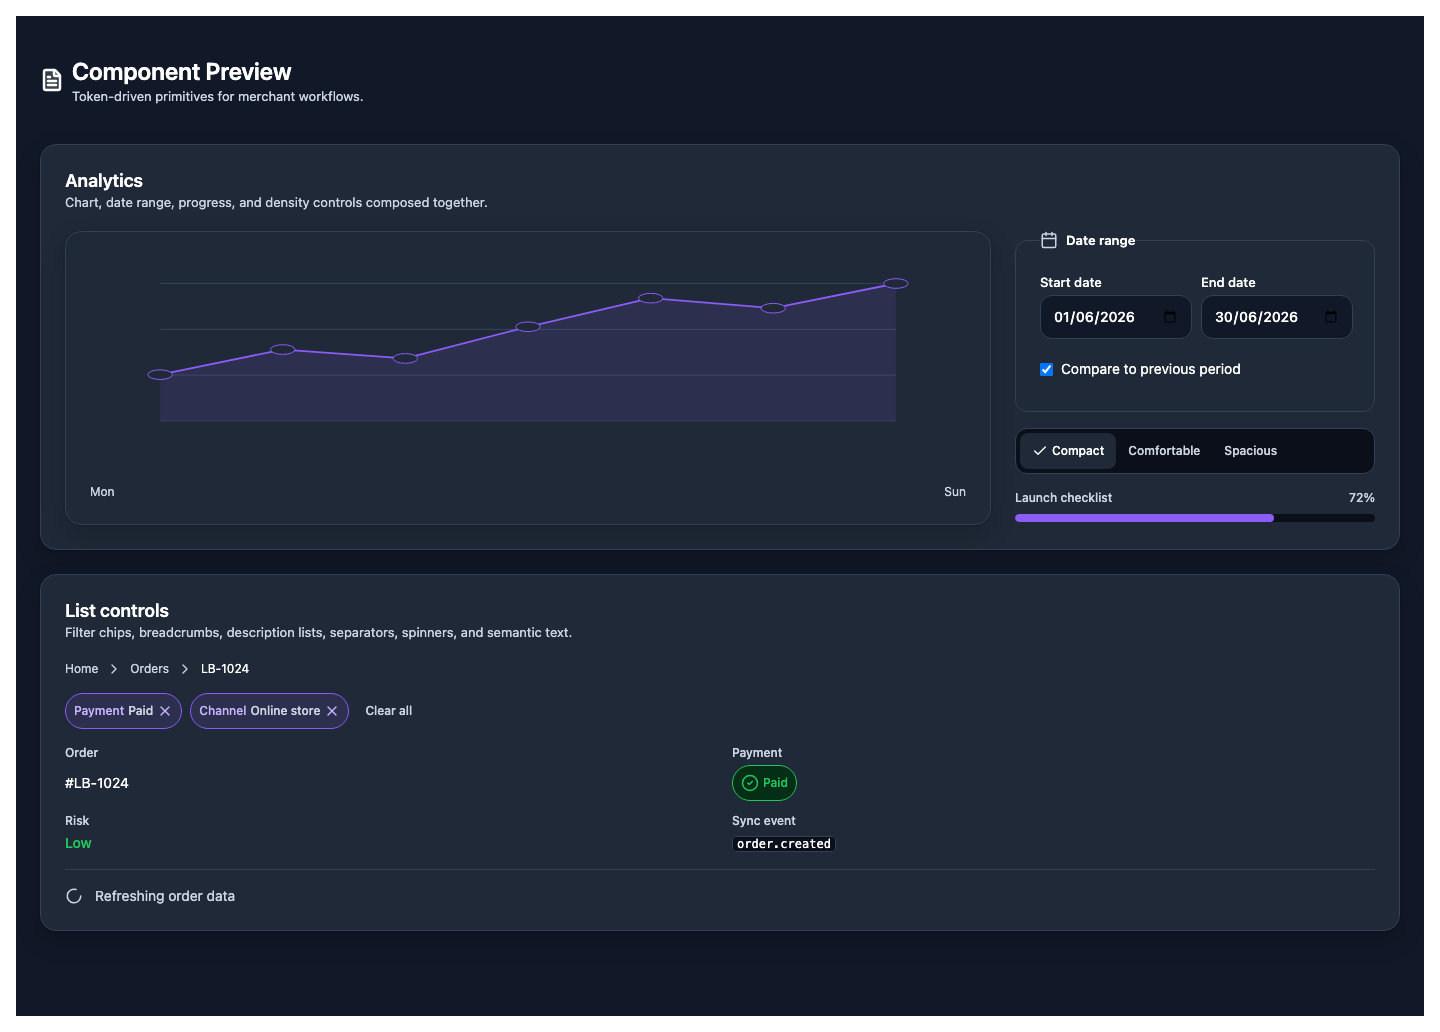 Component Preview
Token-driven primitives for merchant workflows.
Analytics
Chart, date range, progress, and density controls composed together.
Mon
Sun
Date range
Start date
End date
01/06/2026
30/06/2026
Compare to previous period
Compact
Comfortable
Spacious
Launch checklist
72%
List controls
Filter chips, breadcrumbs, description lists, separators, spinners, and semantic text.
Home
Orders
LB-1024
Payment Paid
Channel Online store
Clear all
Order
#LB-1024
Payment
Paid
Risk
Low
Sync event
order.created
Refreshing order data